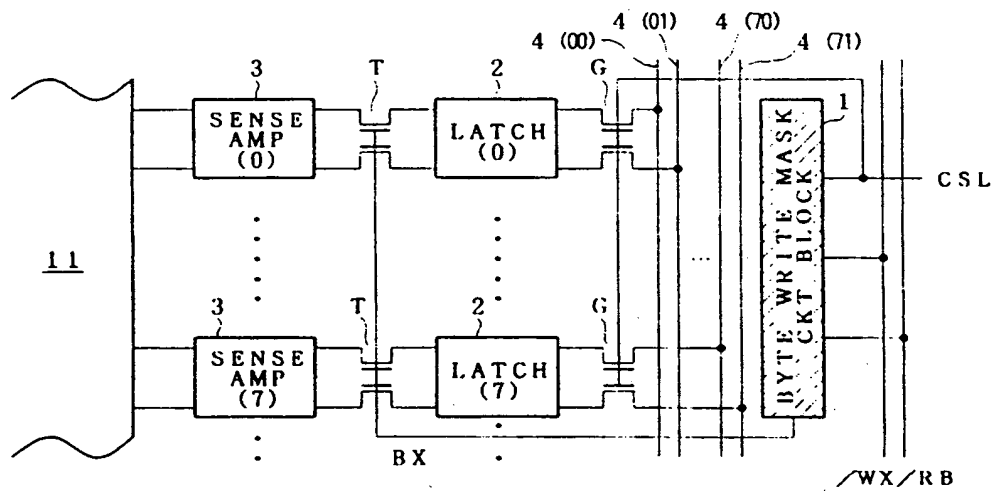 4 (00)
4 (01)
4 (70)
4 (71)
3
T
2
G
1
SENSE
AMP
(0)
LATCH
(0)
BYTE WRITE MASK
CKT BLOCK
CSL
11
...
3
T
2
G
SENSE
AMP
(7)
LATCH
(7)
BX
/WX /RB